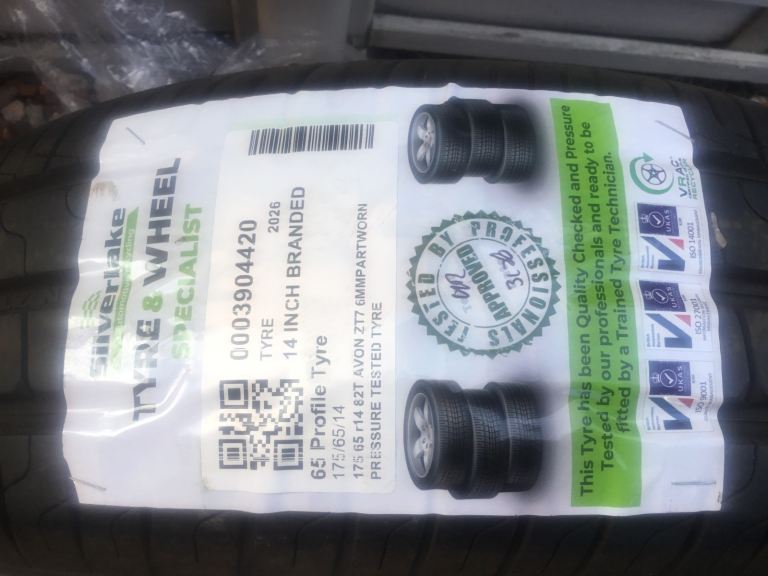 Silverlake
TYRE & WHEEL
SPECIALIST
0003904420
2026
TYRE
14 INCH BRANDED
65 Profile Tyre
175/65/14
175 65 r14 82T AVON ZT7 6MMPARTWORN
PRESSURE TESTED TYRE
TESTED BY PROFESSIONALS
APPROVED
This Tyre has been Quality Checked and Pressure
Tested by our professionals and ready to be
fitted by a Trained Tyre Technician.
VRAC
UKAS
ISO 14001
UKAS
ISO 27001
UKAS
ISO 9001